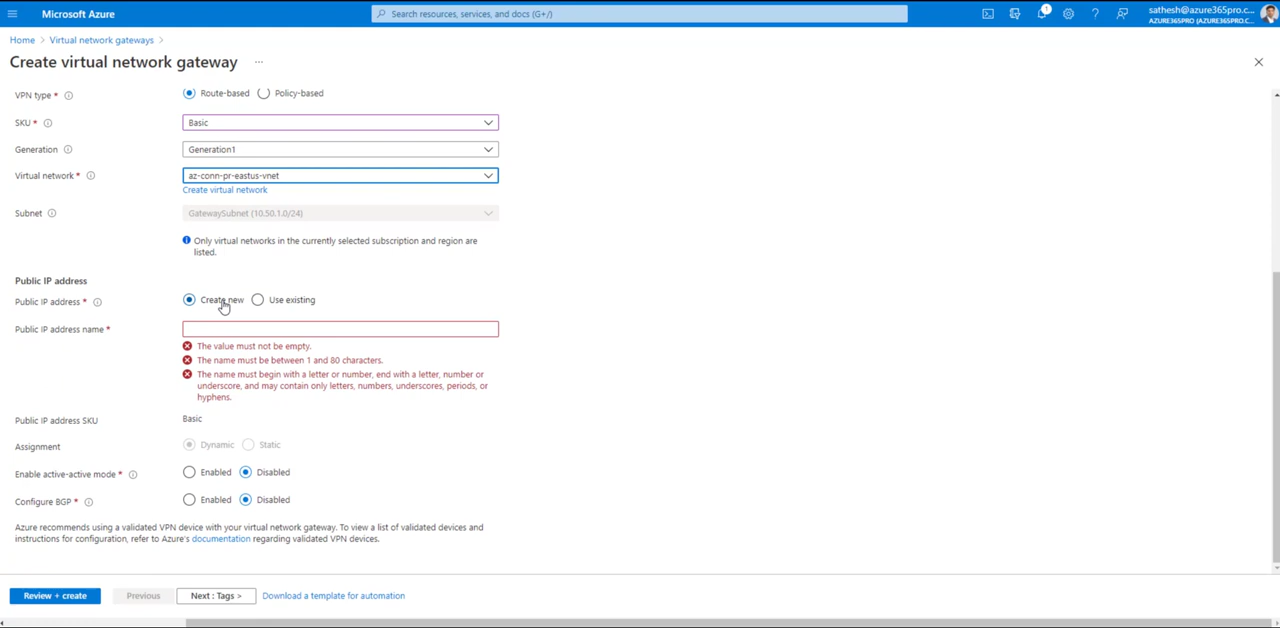 Microsoft Azure
Search resources, services, and docs (G+/)
1
sathesh@azure365pro.c...
AZURE365PRO (AZURE365PRO.C...
Home > Virtual network gateways >
Create virtual network gateway ...
VPN type *
Route-based Policy-based
SKU *
Basic
Generation
Generation1
Virtual network *
az-conn-pr-eastus-vnet
Create virtual network
Subnet
GatewaySubnet (10.50.1.0/24)
Only virtual networks in the currently selected subscription and region are
listed.
Public IP address
Public IP address *
Create new Use existing
Public IP address name *
The value must not be empty.
The name must be between 1 and 80 characters.
The name must begin with a letter or number, end with a letter, number or
underscore, and may contain only letters, numbers, underscores, periods, or
hyphens.
Public IP address SKU
Basic
Assignment
Dynamic Static
Enable active-active mode *
Enabled Disabled
Configure BGP *
Enabled Disabled
Azure recommends using a validated VPN device with your virtual network gateway. To view a list of validated devices and
instructions for configuration, refer to Azure's documentation regarding validated VPN devices.
Review + create Previous Next : Tags > Download a template for automation